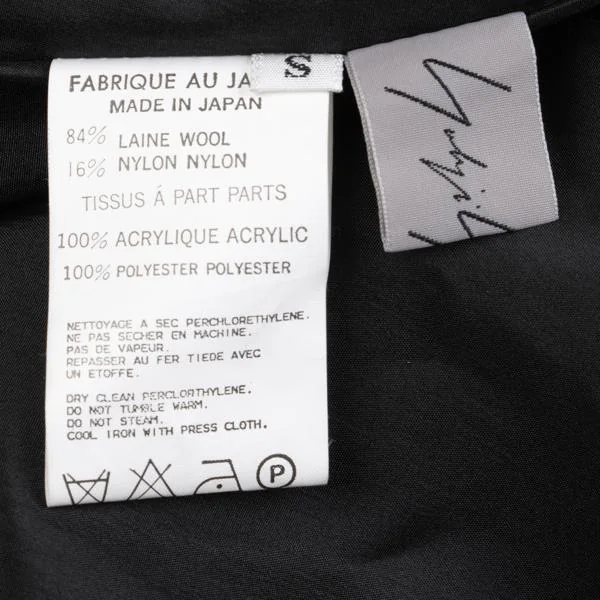 FABRIQUE AU JA
S
MADE IN JAPAN
84% LAINE WOOL
16% NYLON NYLON
TISSUS Á PART PARTS
100% ACRYLIQUE ACRYLIC
100% POLYESTER POLYESTER
NETTOYAGE A SEC PERCHLORETHYLENE.
NE PAS SECHER EN MACHINE.
PAS DE VAPEUR.
REPASSER AU FER TIEDE AVEC
UN ETOFFE.
DRY CLEAN PERCLORTHYLENE.
DO NOT TUMBLE WARM.
DO NOT STEAM.
COOL IRON WITH PRESS CLOTH.
P